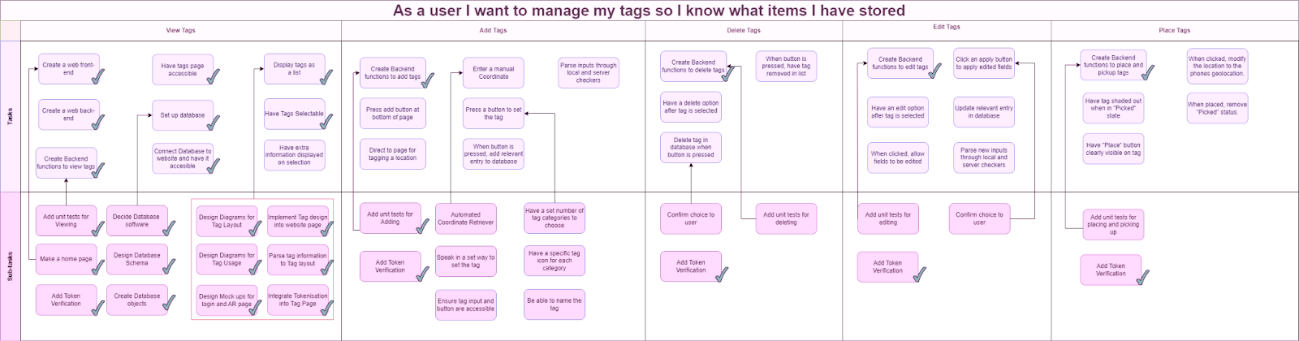 As a user I want to manage my tags so I know what items I have stored
View Tags
Add Tags
Delete Tags
Edit Tags
Place Tags
Tasks
Create a web front-
end
Have tags page
accessible
Display tags as
a list
Create a web back-
end
Set up database
Have Tags Selectable
Create Backend
functions to view tags
Connect Database to
website and have it
accesible
Have extra
information displayed
on selection
Create Backend
functions to add tags
Enter a manual
Coordinate
Parse inputs through
local and server
checkers
Press add button at
bottom of page
Press a button to set
the tag
Direct to page for
tagging a location
When button is
pressed, add relevant
entry to database
Create Backend
functions to delete tags
When button is
pressed, have tag
removed in list
Have a delete option
after tag is selected
Delete tag in
database when
button is pressed
Create Backend
functions to edit tags
Click an apply button
to apply edited fields
Have an edit option
after tag is selected
Update relevant entry
in database
When clicked, allow
fields to be edited
Parse new inputs
through local and
server checkers
Create Backend
functions to place and
pickup tags
When clicked, modify
the location to the
phones geolocation.
Have tag shaded out
when in "Picked"
state
When placed, remove
"Picked" status.
Have "Place" button
clearly visible on tag
Sub-tasks
Add unit tests for
Viewing
Decide Database
software
Design Diagrams for
Tag Layout
Implement Tag design
into website page
Make a home page
Design Database
Schema
Design Diagrams for
Tag Usage
Parse tag information
to Tag layout
Add Token
Verification
Create Database
objects
Design Mock ups for
login and AR page
Integrate Tokenisation
into Tag Page
Add unit tests for
Adding
Automated
Coordinate Retriever
Have a set number of
tag categories to
choose
Add Token
Verification
Speak in a set way to
set the tag
Have a specific tag
icon for each
category
Ensure tag input and
button are accessible
Be able to name the
tag
Confirm choice to
user
Add unit tests for
deleting
Add Token
Verification
Add unit tests for
editing
Confirm choice to
user
Add Token
Verification
Add unit tests for
placing and picking
up
Add Token
Verification